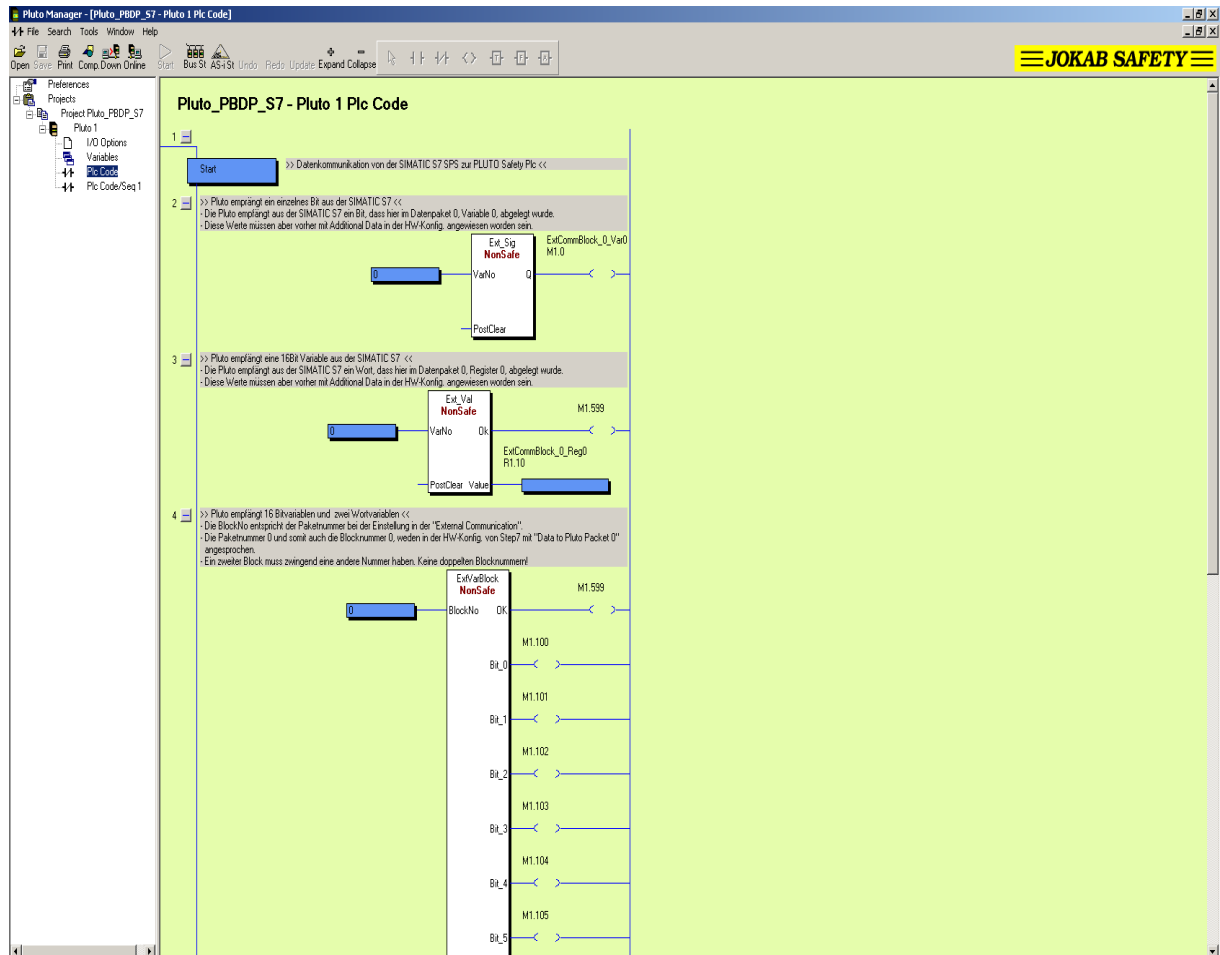 Pluto Manager - [Pluto_PBDP_S7 - Pluto 1 Plc Code]
File Search Tools Window Help
Open Save Print Comp. Down Online Start Bus St AS-i St Undo Redo Update Expand Collapse
JOKAB SAFETY
Preferences
Projects
Project Pluto_PBDP_S7
Pluto 1
I/O Options
Variables
Plc Code
Plc Code/Seq 1
Pluto_PBDP_S7 - Pluto 1 Plc Code
1
Start
>> Datenkommunikation von der SIMATIC S7 SPS zur PLUTO Safety Plc <<
2
>> Pluto emprängt ein einzelnes Bit aus der SIMATIC S7 <<
- Die Pluto empfängt aus der SIMATIC S7 ein Bit, dass hier im Datenpaket 0, Variable 0, abgelegt wurde.
- Diese Werte müssen aber vorher mit Additional Data in der HW-Konfig. angewiesen worden sein.
Ext_Sig
NonSafe
ExtCommBlock_0_Var0
M1.0
0
VarNo Q
PostClear
3
>> Pluto empfängt eine 16Bit Variable aus der SIMATIC S7 <<
- Die Pluto empfängt aus der SIMATIC S7 ein Wort, dass hier im Datenpaket 0, Register 0, abgelegt wurde.
- Diese Werte müssen aber vorher mit Additional Data in der HW-Konfig. angewiesen worden sein.
Ext_Val
NonSafe
M1.599
0
VarNo Ok
ExtCommBlock_0_Reg0
R1.10
PostClear Value
4
>> Pluto empfängt 16 Bitvariablen und zwei Wortvariablen <<
- Die BlockNo entspricht der Paketnummer bei der Einstellung in der "External Communication".
- Die Paketnummer 0 und somit auch die Blocknummer 0, weden in der HW-Konfig. von Step7 mit "Data to Pluto Packet 0"
angesprochen.
- Ein zweiter Block muss zwingend eine andere Nummer haben. Keine doppelten Blocknummern!
ExtVarBlock
NonSafe
M1.599
0
BlockNo OK
M1.100
Bit_0
M1.101
Bit_1
M1.102
Bit_2
M1.103
Bit_3
M1.104
Bit_4
M1.105
Bit_5